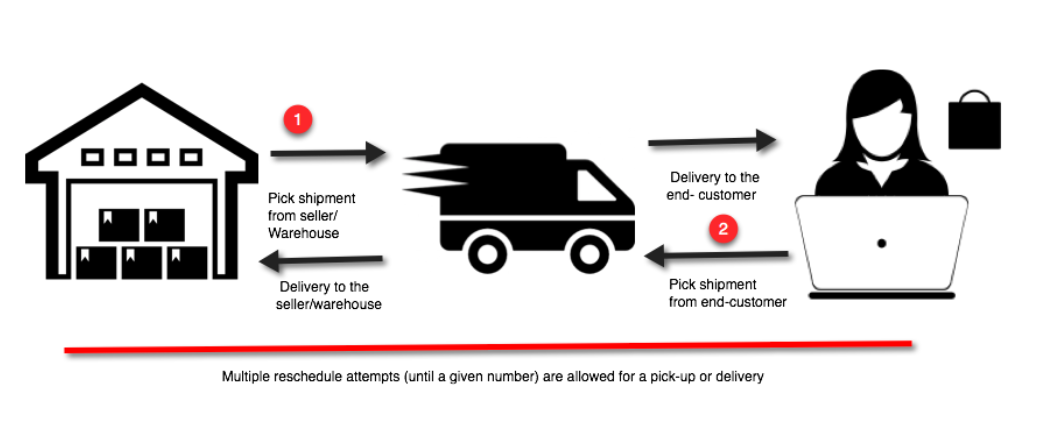 1
Pick shipment
from seller/
Warehouse
Delivery to the
seller/warehouse
Delivery to the
end- customer
2
Pick shipment
from end-customer
Multiple reschedule attempts (until a given number) are allowed for a pick-up or delivery